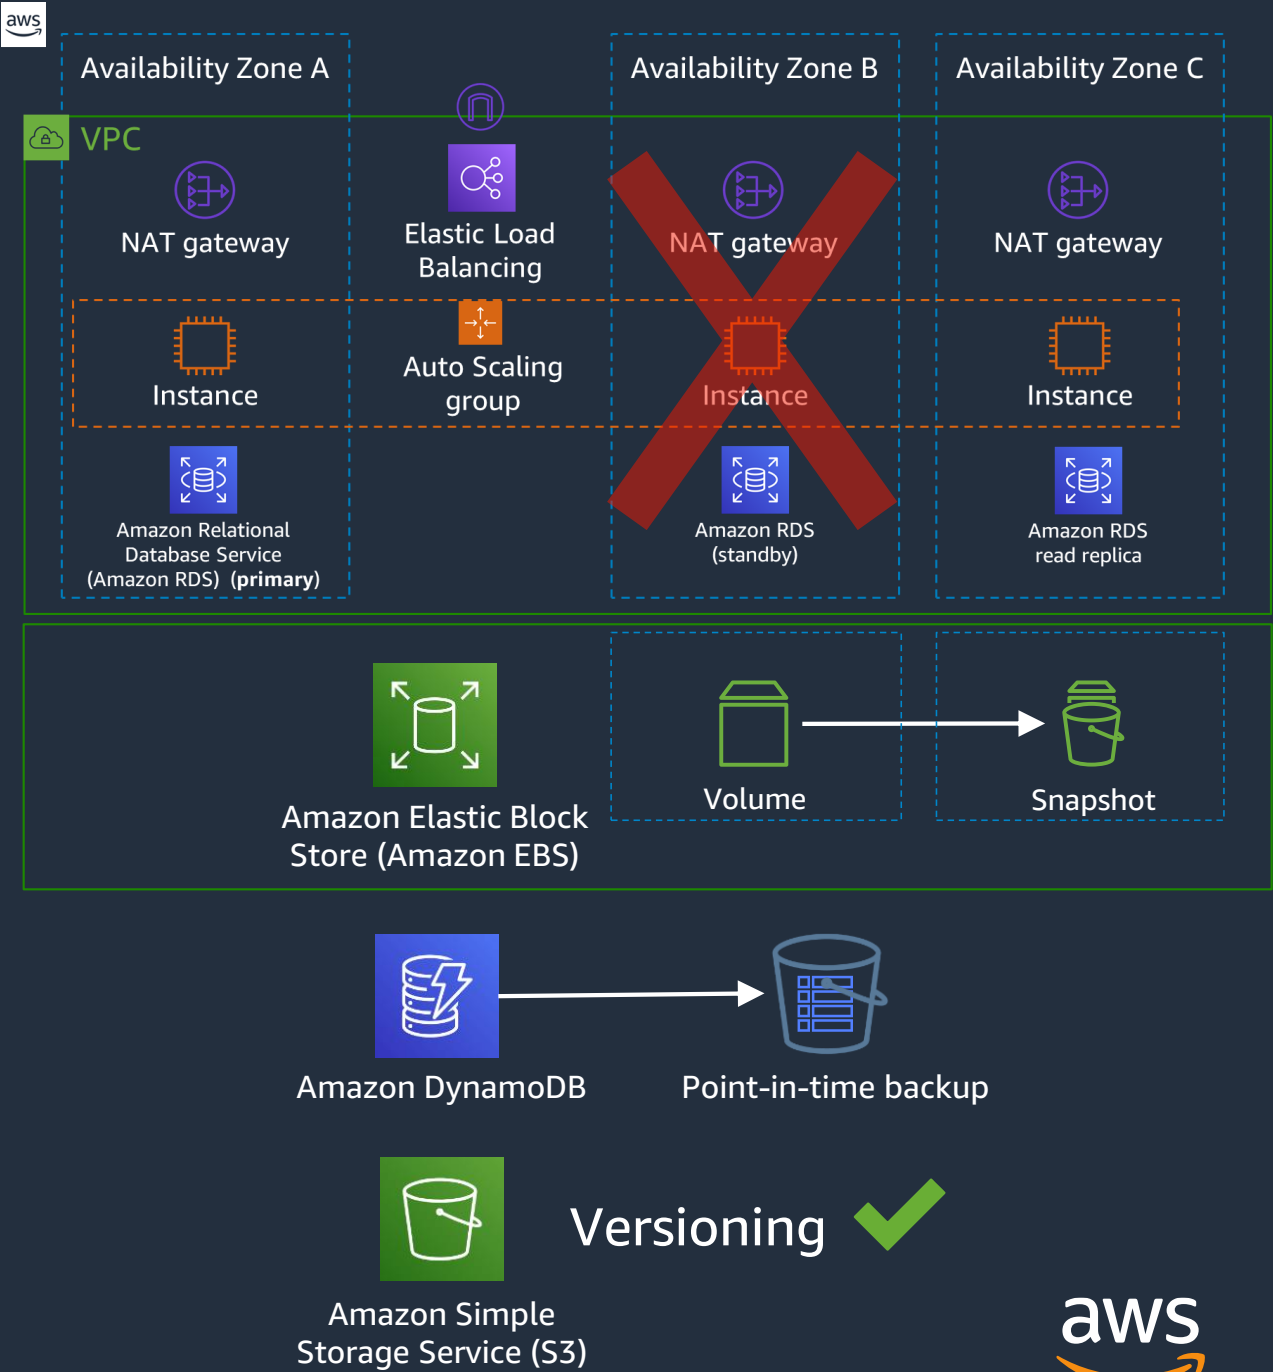 aws
Availability Zone A
Availability Zone B
Availability Zone C
VPC
NAT gateway
Elastic Load
Balancing
NAT gateway
NAT gateway
Instance
Auto Scaling
group
Instance
Instance
Amazon Relational
Database Service
(Amazon RDS) (primary)
Amazon RDS
(standby)
Amazon RDS
read replica
Amazon Elastic Block
Store (Amazon EBS)
Volume
Snapshot
Amazon DynamoDB
Point-in-time backup
Versioning
Amazon Simple
Storage Service (S3)
aws